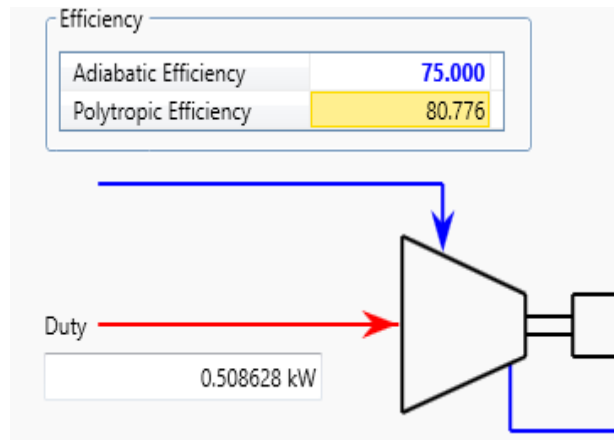 Efficiency
Adiabatic Efficiency 75.000
Polytropic Efficiency 80.776
Duty
0.508628 kW